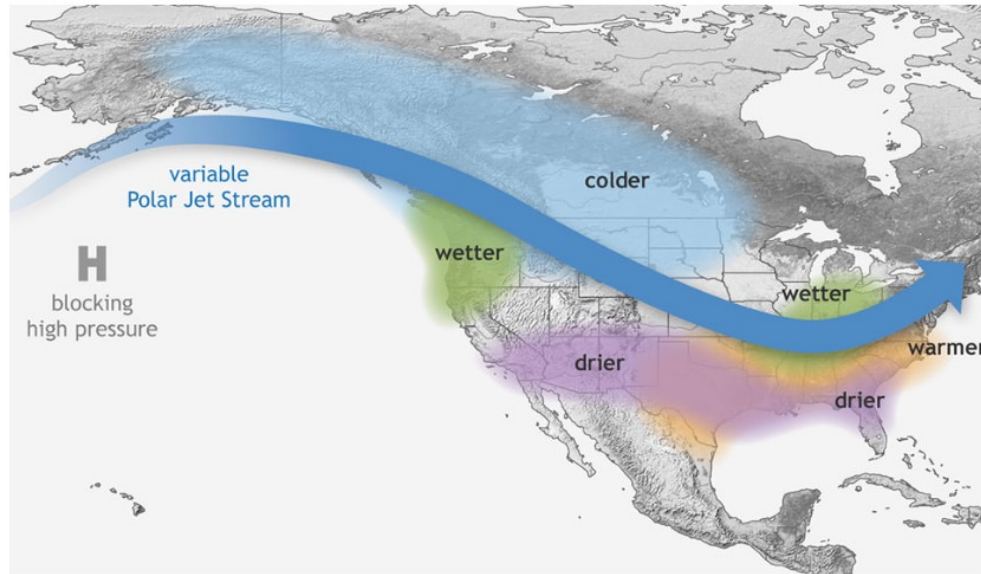 variable
Polar Jet Stream
colder
wetter
H
blocking
high pressure
wetter
warmer
drier
drier